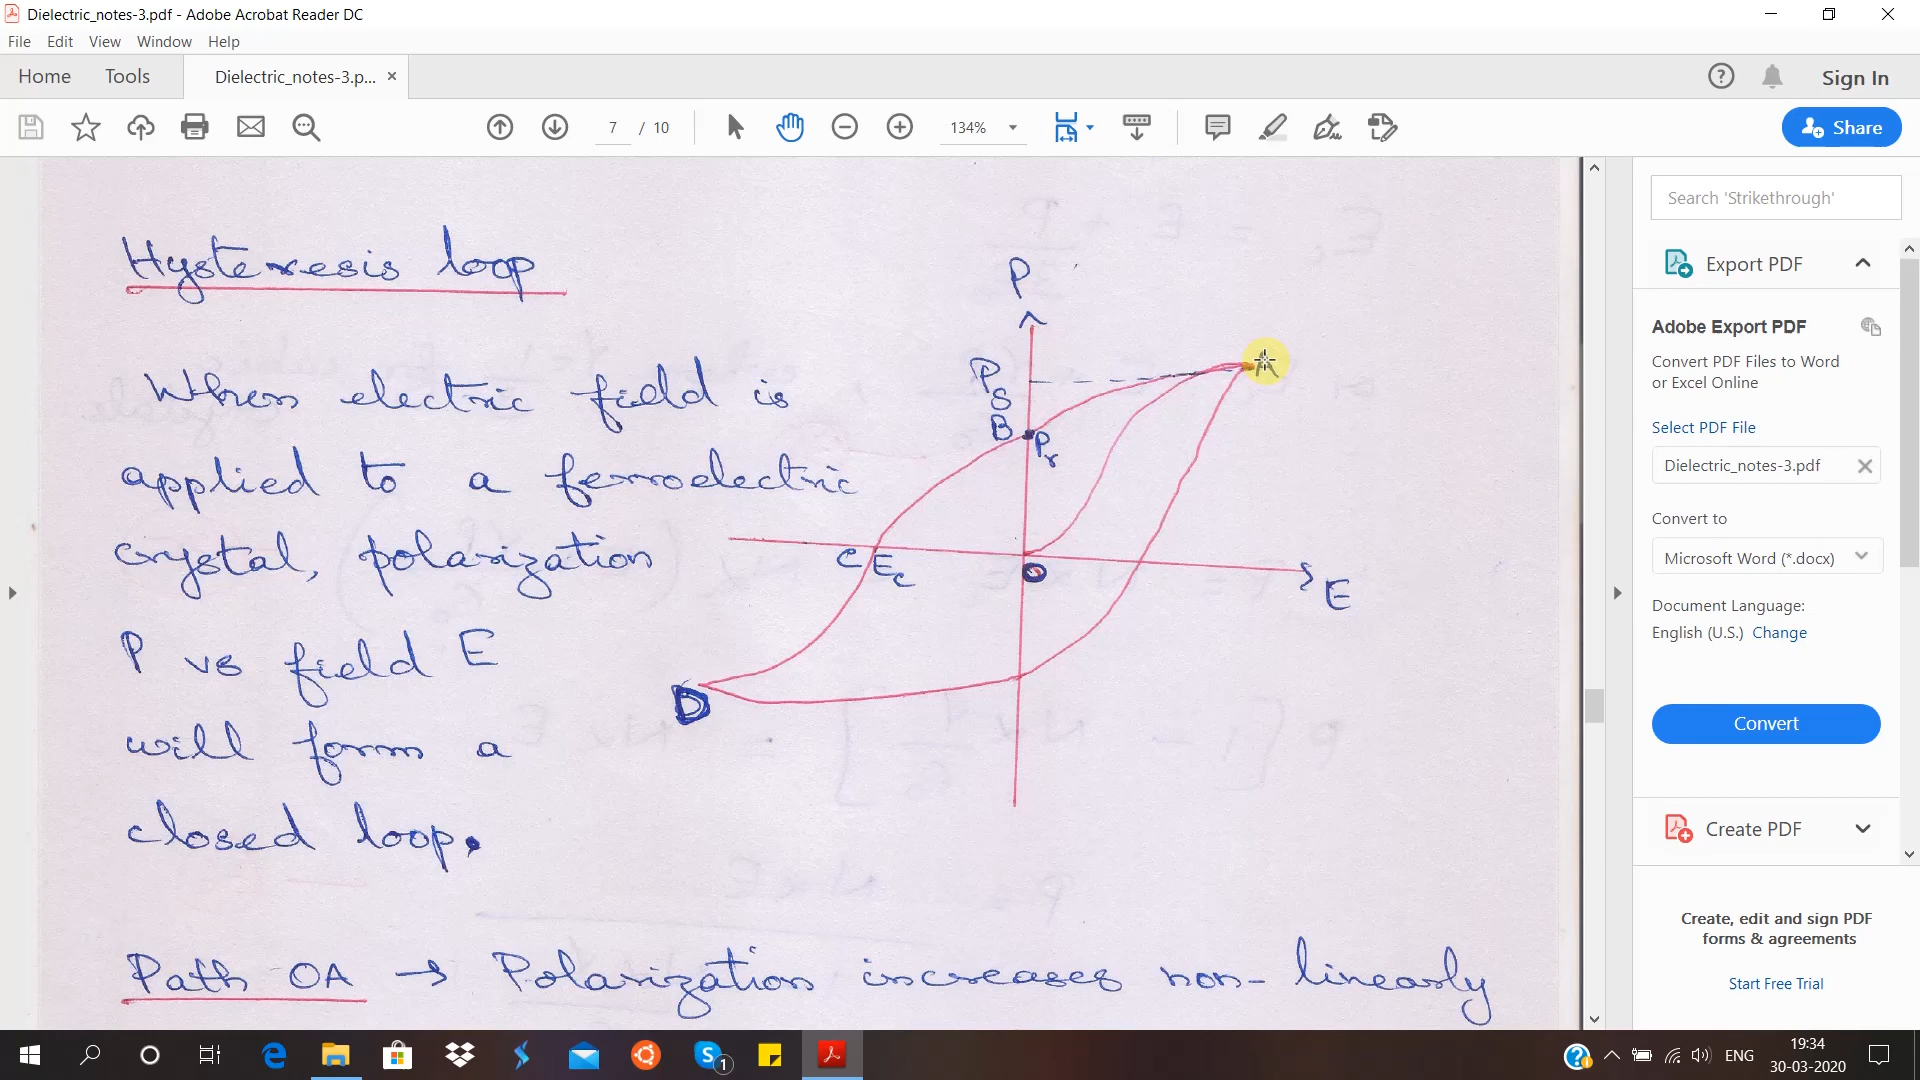 Dielectric_notes-3.pdf - Adobe Acrobat Reader DC
File Edit View Window Help
Home Tools Dielectric_notes-3.p... Sign In
7 / 10 134% Share
Hysteresis loop
When electric field is
applied to a ferroelectric
crystal, polarization
P vs field E
will form a
closed loop.
P
Ps
B Pr
A
C Ec O E
D
Path OA → Polarization increases non-linearly
Search 'Strikethrough'
Export PDF
Adobe Export PDF
Convert PDF Files to Word
or Excel Online
Select PDF File
Dielectric_notes-3.pdf
Convert to
Microsoft Word (*.docx)
Document Language:
English (U.S.) Change
Convert
Create PDF
Create, edit and sign PDF
forms & agreements
Start Free Trial
1
ENG
19:34
30-03-2020